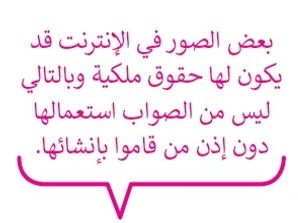 بعض الصور في الإنترنت قد
يكون لها حقوق ملكية وبالتالي
ليس من الصواب استعمالها
دون إذن من قاموا بإنشائها.